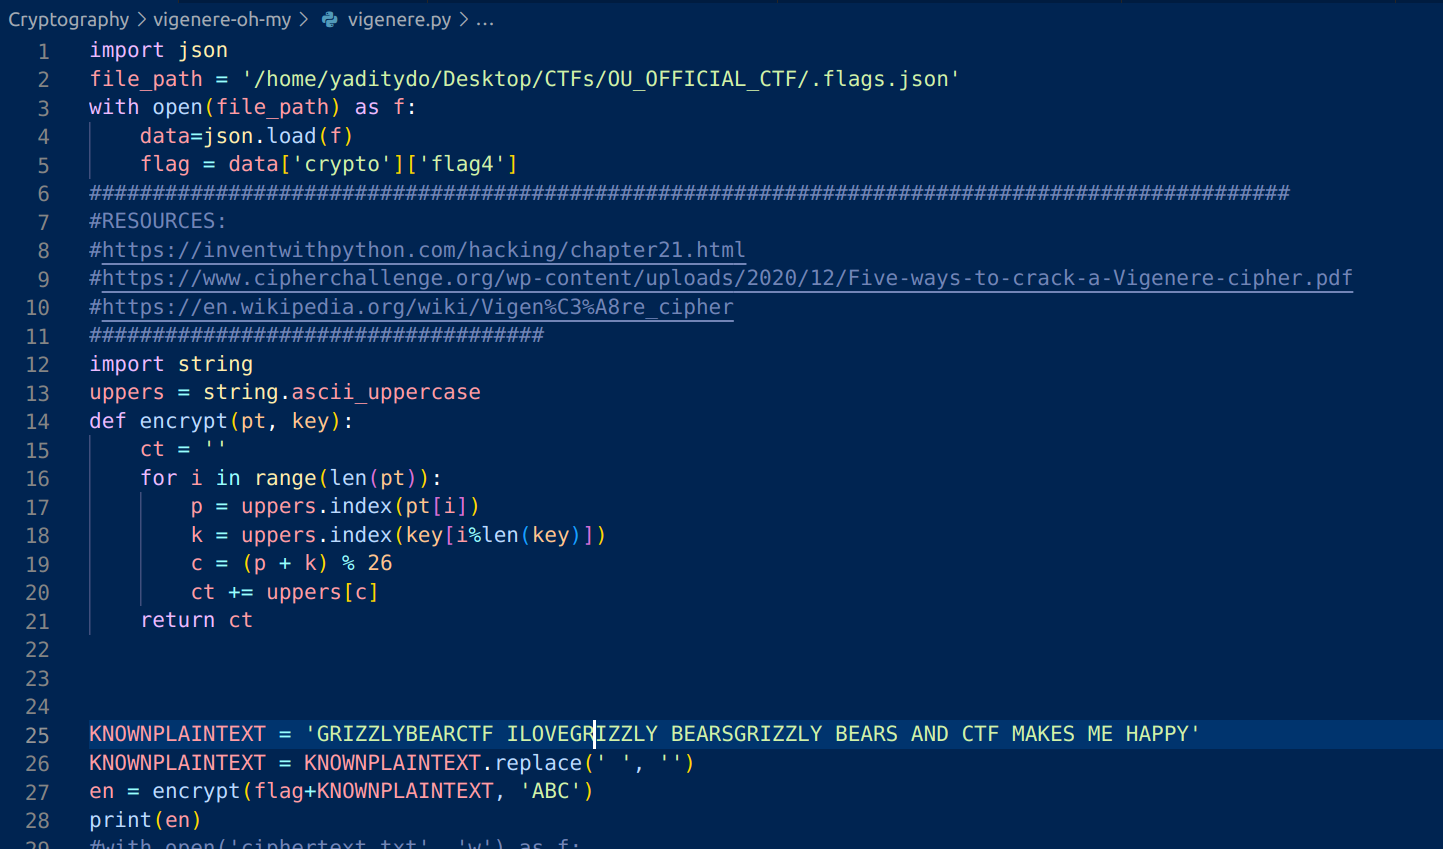 Cryptography > vigenere-oh-my > vigenere.py > ...
1 import json
2 file_path = '/home/yaditydo/Desktop/CTFs/OU_OFFICIAL_CTF/.flags.json'
3 with open(file_path) as f:
4     data=json.load(f)
5     flag = data['crypto']['flag4']
6 ###############################################################################################
7 #RESOURCES:
8 #https://inventwithpython.com/hacking/chapter21.html
9 #https://www.cipherchallenge.org/wp-content/uploads/2020/12/Five-ways-to-crack-a-Vigenere-cipher.pdf
10 #https://en.wikipedia.org/wiki/Vigen%C3%A8re_cipher
11 ####################################
12 import string
13 uppers = string.ascii_uppercase
14 def encrypt(pt, key):
15     ct = ''
16     for i in range(len(pt)):
17         p = uppers.index(pt[i])
18         k = uppers.index(key[i%len(key)])
19         c = (p + k) % 26
20         ct += uppers[c]
21     return ct
22
23
24
25 KNOWNPLAINTEXT = 'GRIZZLYBEARCTF ILOVEGRIZZLY BEARSGRIZZLY BEARS AND CTF MAKES ME HAPPY'
26 KNOWNPLAINTEXT = KNOWNPLAINTEXT.replace(' ', '')
27 en = encrypt(flag+KNOWNPLAINTEXT, 'ABC')
28 print(en)
29 #with open('ciphertext.txt', 'w') as f: